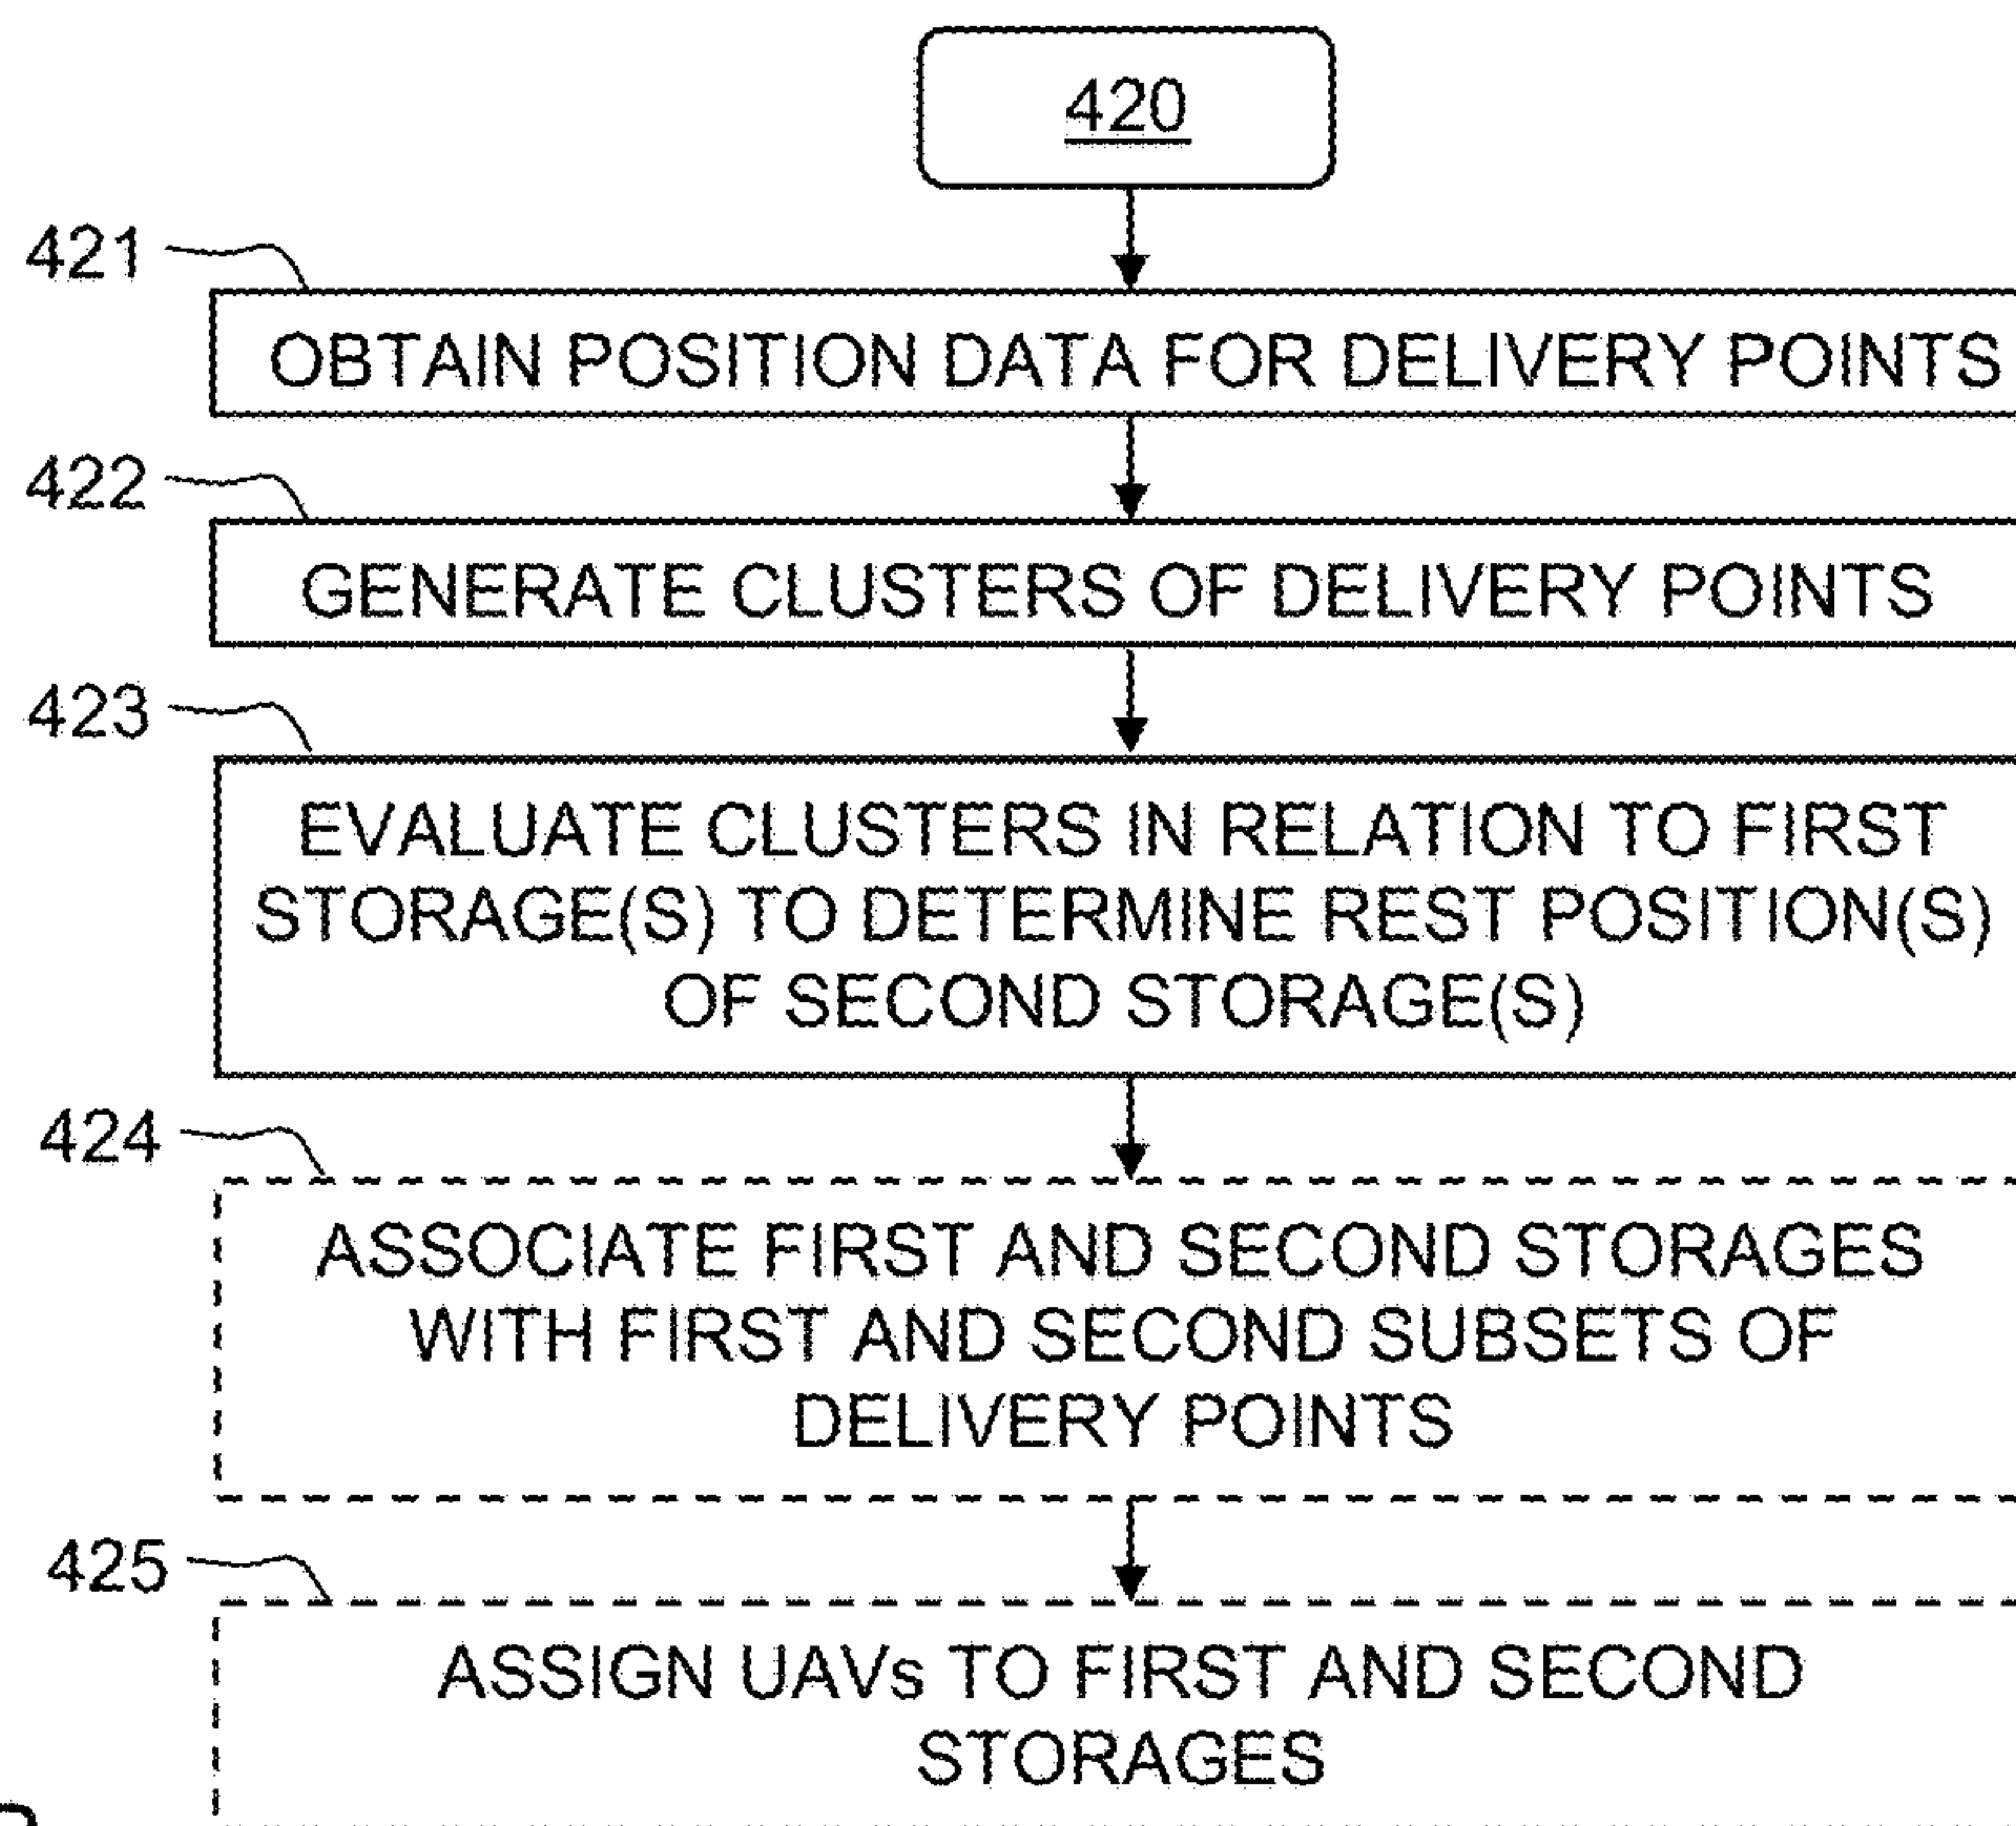 420
421
OBTAIN POSITION DATA FOR DELIVERY POINTS
422
GENERATE CLUSTERS OF DELIVERY POINTS
423
EVALUATE CLUSTERS IN RELATION TO FIRST
STORAGE(S) TO DETERMINE REST POSITION(S)
OF SECOND STORAGE(S)
424
ASSOCIATE FIRST AND SECOND STORAGES
WITH FIRST AND SECOND SUBSETS OF
DELIVERY POINTS
425
ASSIGN UAVs TO FIRST AND SECOND
STORAGES